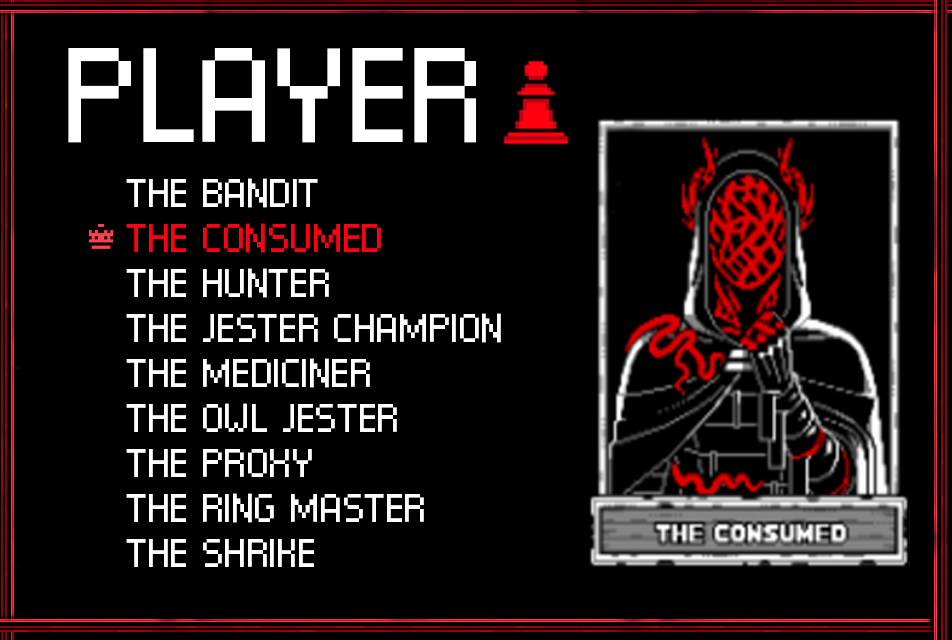 PLAYER
THE BANDIT
THE CONSUMED
THE HUNTER
THE JESTER CHAMPION
THE MEDICINER
THE OWL JESTER
THE PROXY
THE RING MASTER
THE SHRIKE
THE CONSUMED